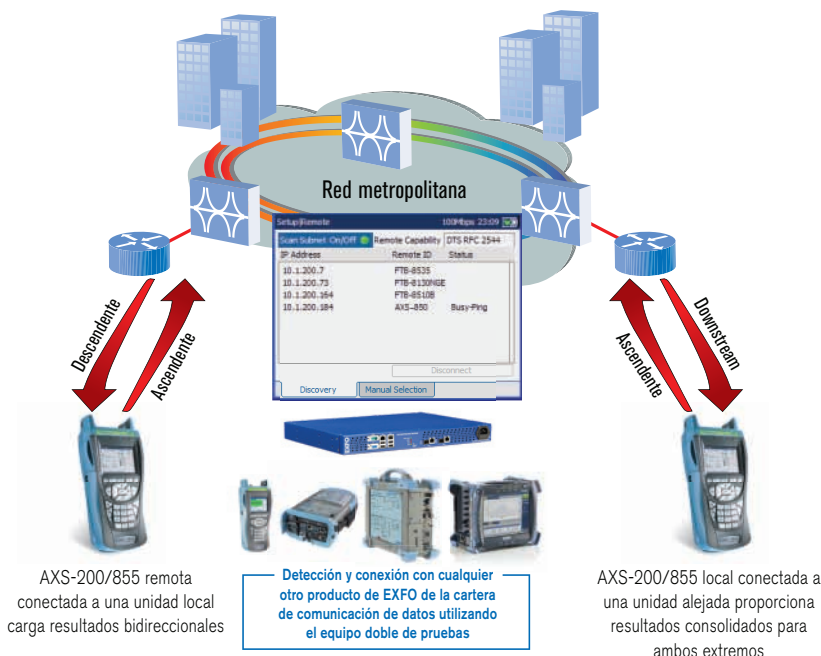 Red metropolitana
Setup|Remote 100Mbps 23:09
Scan Subnet On/Off Remote Capability DTS RFC 2544
IP Address Remote ID Status
10.1.200.7 FTB-8535
10.1.200.73 FTB-8130NGE
10.1.200.164 FTB-8510B
10.1.200.184 AXS-850 Busy-Ping
Disconnect
Discovery Manual Selection
Descendente
Ascendente
Ascendente
Downstream
EXFO
AXS-200/855 remota
conectada a una unidad local
carga resultados bidireccionales
Detección y conexión con cualquier
otro producto de EXFO de la cartera
de comunicación de datos utilizando
el equipo doble de pruebas
AXS-200/855 local conectada a
una unidad alejada proporciona
resultados consolidados para
ambos extremos